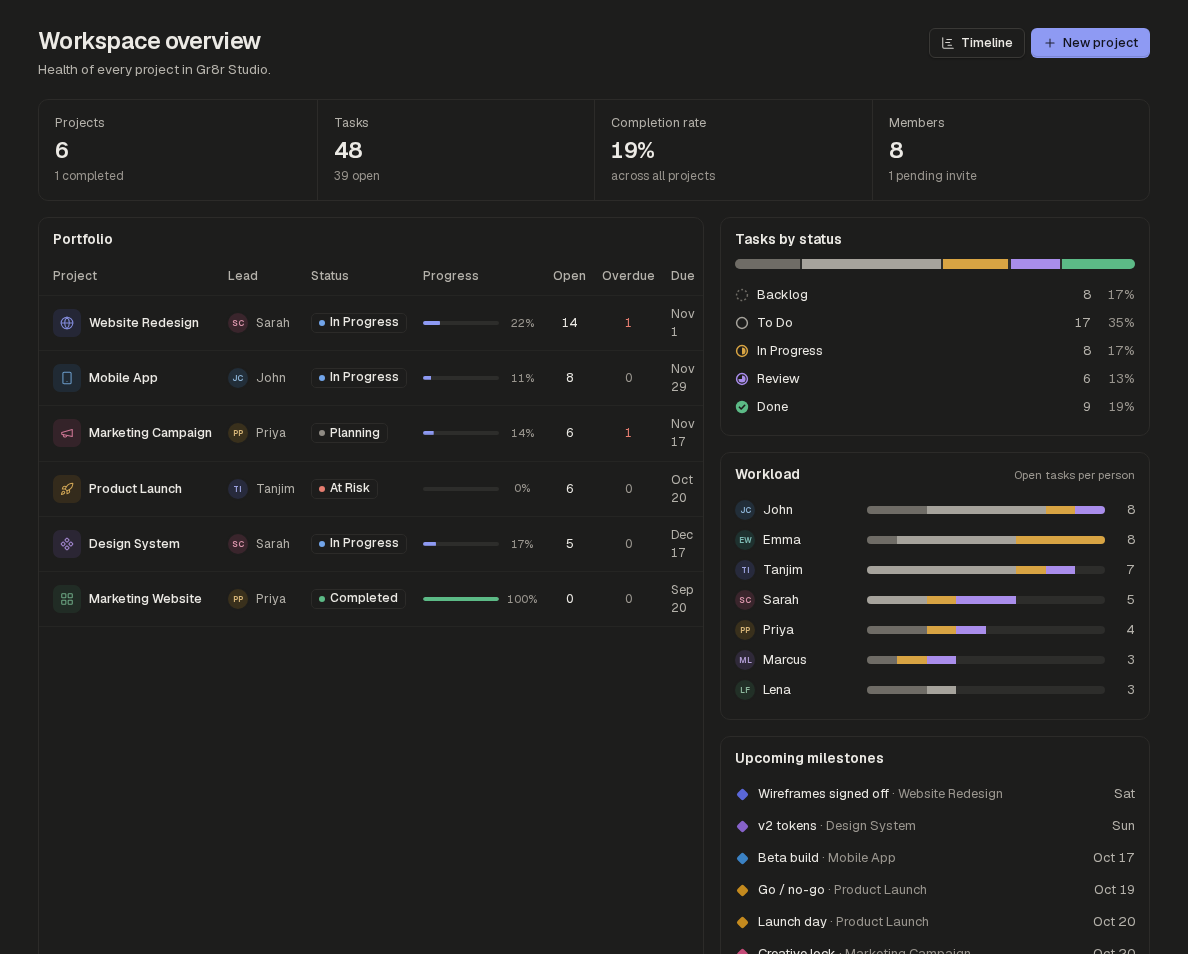 Workspace overview
Health of every project in Gr8r Studio.
Timeline
New project
Projects
6
1 completed
Tasks
48
39 open
Completion rate
19%
across all projects
Members
8
1 pending invite
Portfolio
Project Lead Status Progress Open Overdue Due
Website Redesign SC Sarah In Progress 22% 14 1 Nov
1
Mobile App JC John In Progress 11% 8 0 Nov
29
Marketing Campaign PP Priya Planning 14% 6 1 Nov
17
Product Launch TI Tanjim At Risk 0% 6 0 Oct
20
Design System SC Sarah In Progress 17% 5 0 Dec
17
Marketing Website PP Priya Completed 100% 0 0 Sep
20
Tasks by status
Backlog 8 17%
To Do 17 35%
In Progress 8 17%
Review 6 13%
Done 9 19%
Workload Open tasks per person
JC John 8
EW Emma 8
TI Tanjim 7
SC Sarah 5
PP Priya 4
ML Marcus 3
LF Lena 3
Upcoming milestones
Wireframes signed off · Website Redesign Sat
v2 tokens · Design System Sun
Beta build · Mobile App Oct 17
Go / no-go · Product Launch Oct 19
Launch day · Product Launch Oct 20
Creative lock · Marketing Campaign Oct 20